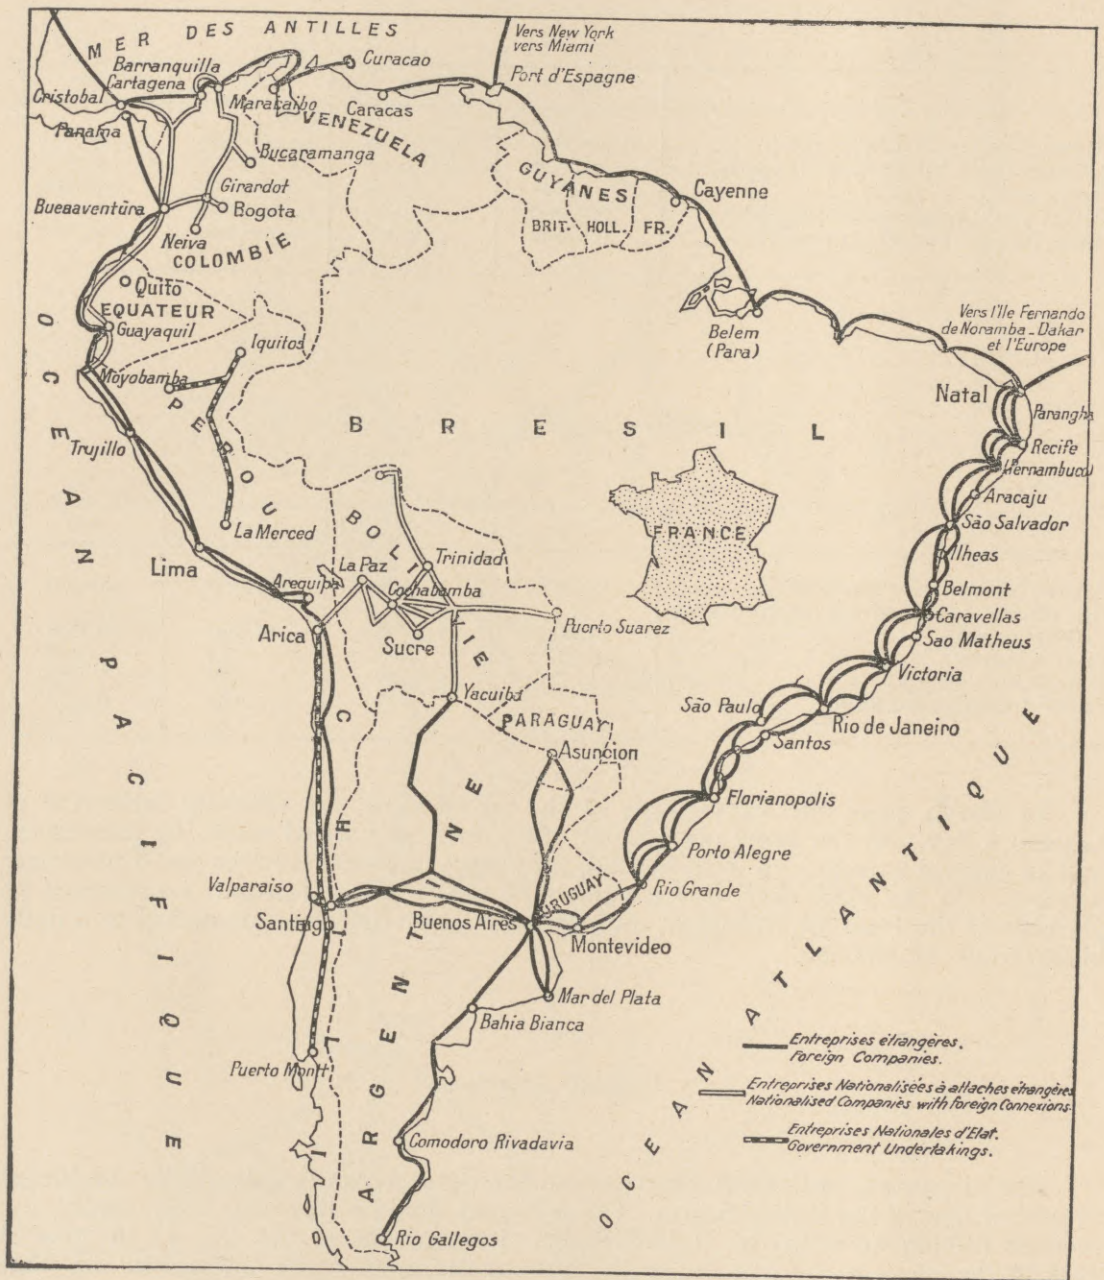 MER DES ANTILLES
Vers New York
vers Miami
Barranquilla
Cartagena
Curacao
Port d'Espagne
Cristobal
Maracaibo
Caracas
Panama
VENEZUELA
Bucaramanga
GUYANES
Cayenne
Girardot
Buenaventura
Bogota
BRIT.
HOLL.
FR.
Neiva
COLOMBIE
Quito
EQUATEUR
Guayaquil
Belem
(Para)
Vers l'Ile Fernando
de Noramba - Dakar
et l'Europe
Iquitos
Moyobamba
Natal
PEROU
BRESIL
Parangha
Trujillo
Recife
(Pernambuco)
Aracaju
BOLIVIE
La Merced
FRANCE
São Salvador
Lima
La Paz
Trinidad
Ilheas
Arequipa
Cochabamba
Belmont
Puerto Suarez
Caravellas
Arica
Sucre
Sao Matheus
Yacuiba
Victoria
São Paulo
PARAGUAY
Rio de Janeiro
Asuncion
Santos
CHILI
Florianopolis
ARGENTINE
Porto Alegre
Valparaiso
URUGUAY
Rio Grande
Santiago
Buenos Aires
Montevideo
Mar del Plata
Bahia Bianca
Puerto Montt
Comodoro Rivadavia
Rio Gallegos
OCEAN PACIFIQUE
OCEAN ATLANTIQUE
Entreprises étrangères.
Foreign Companies.
Entreprises Nationalisées à attaches étrangères
Nationalised Companies with foreign Connexions.
Entreprises Nationales d'Etat.
Government Undertakings.